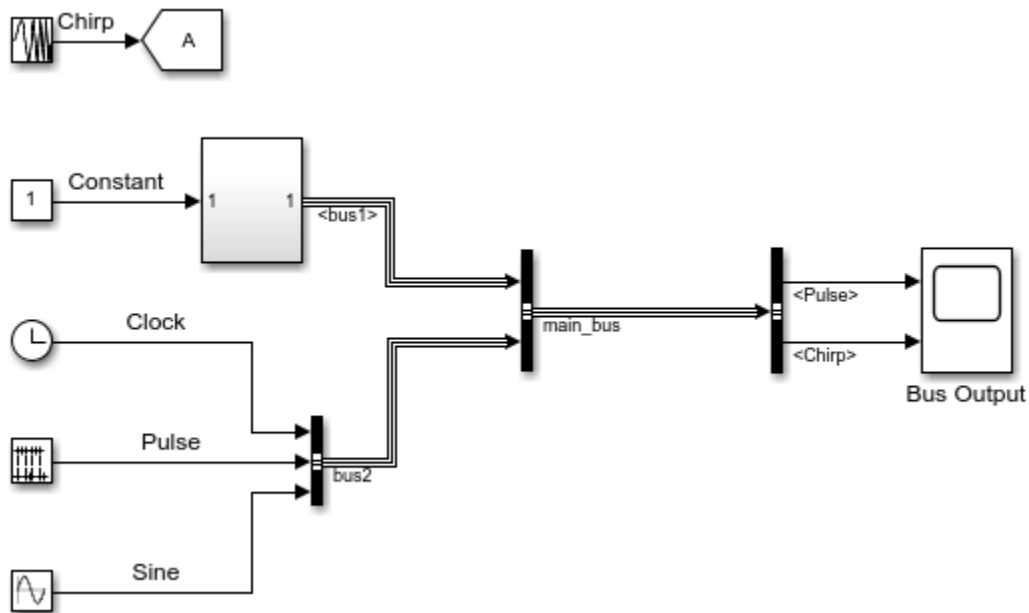 Chirp
A
Constant
1
1
1
<bus1>
Clock
main_bus
<Pulse>
<Chirp>
Bus Output
Pulse
bus2
Sine